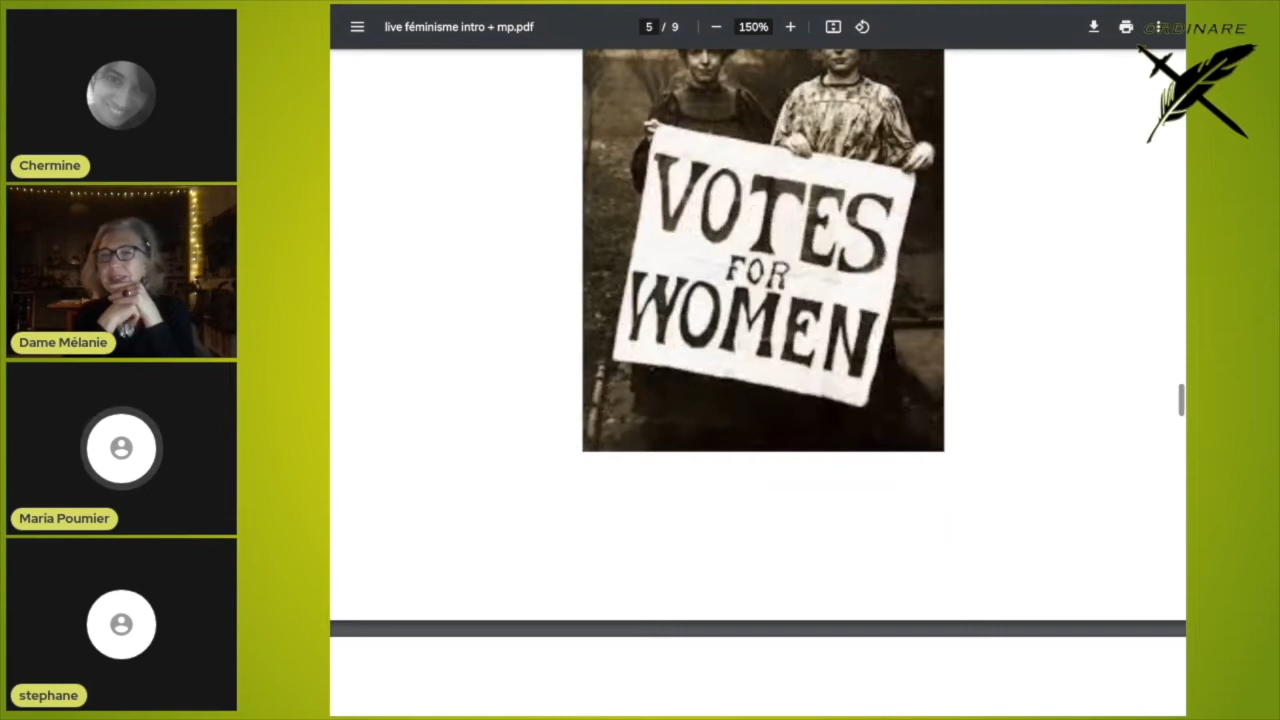 live féminisme intro + mp.pdf
5 / 9
150%
ORDINARE
Chermine
Dame Mélanie
Maria Poumier
stephane
VOTES
FOR
WOMEN